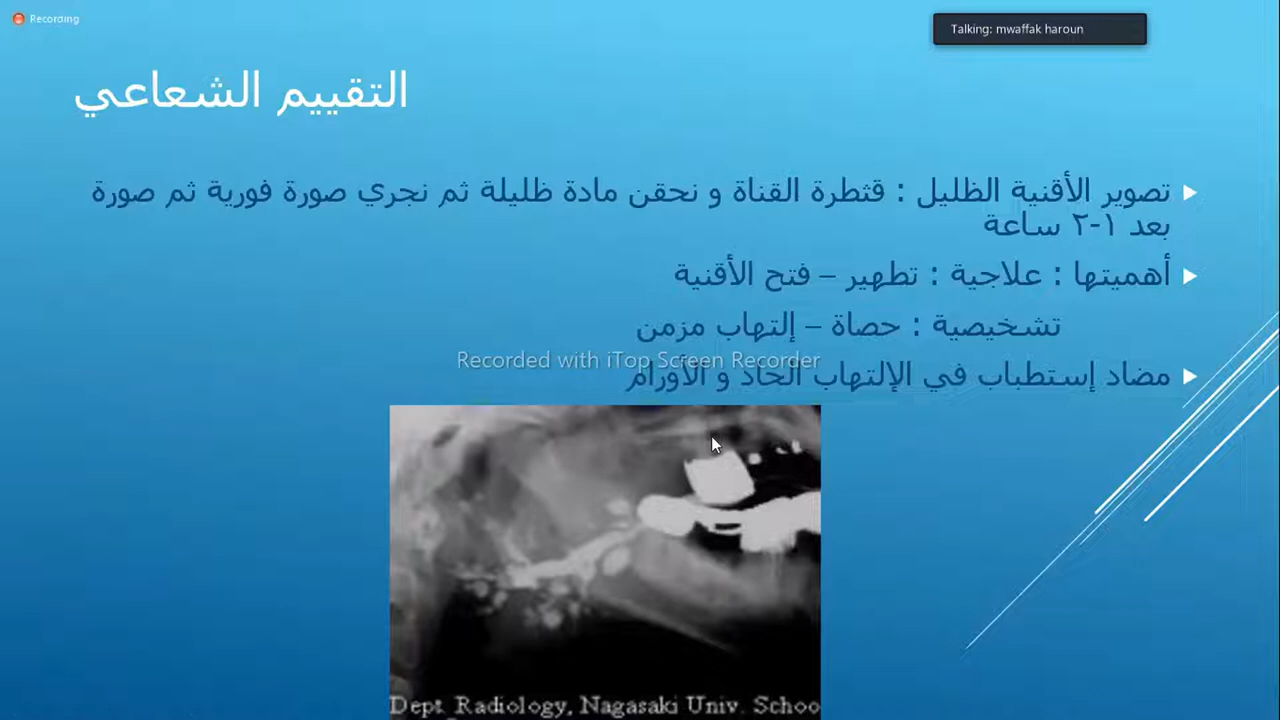 Recording
Talking: mwaffak haroun
التقييم الشعاعي
تصوير الأقنية الظليل : قثطرة القناة و نحقن مادة ظليلة ثم نجري صورة فورية ثم صورة
بعد ١-٢ ساعة
أهميتها : علاجية : تطهير – فتح الأقنية
تشخيصية : حصاة – إلتهاب مزمن
Recorded with iTop Screen Recorder
مضاد إستطباب في الإلتهاب الحاد و الأورام
Dept. Radiology, Nagasaki Univ. Schoo